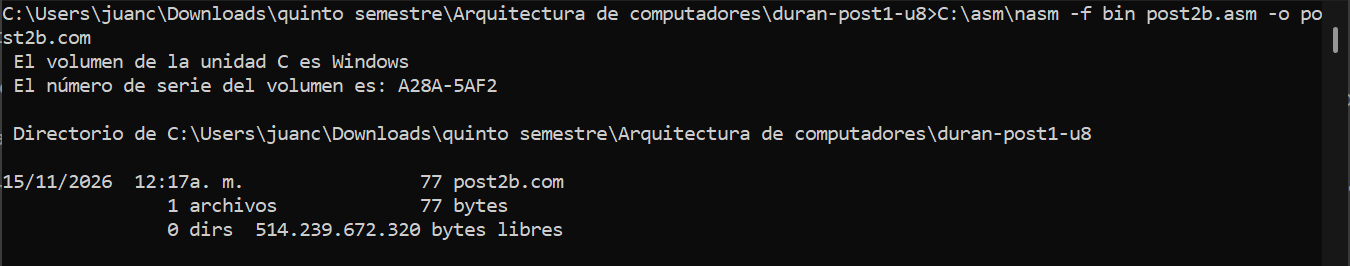 C:\Users\juanc\Downloads\quinto semestre\Arquitectura de computadores\duran-post1-u8>C:\asm\nasm -f bin post2b.asm -o po
st2b.com
 El volumen de la unidad C es Windows
 El número de serie del volumen es: A28A-5AF2

 Directorio de C:\Users\juanc\Downloads\quinto semestre\Arquitectura de computadores\duran-post1-u8

15/11/2026  12:17a. m.                77 post2b.com
               1 archivos             77 bytes
               0 dirs  514.239.672.320 bytes libres